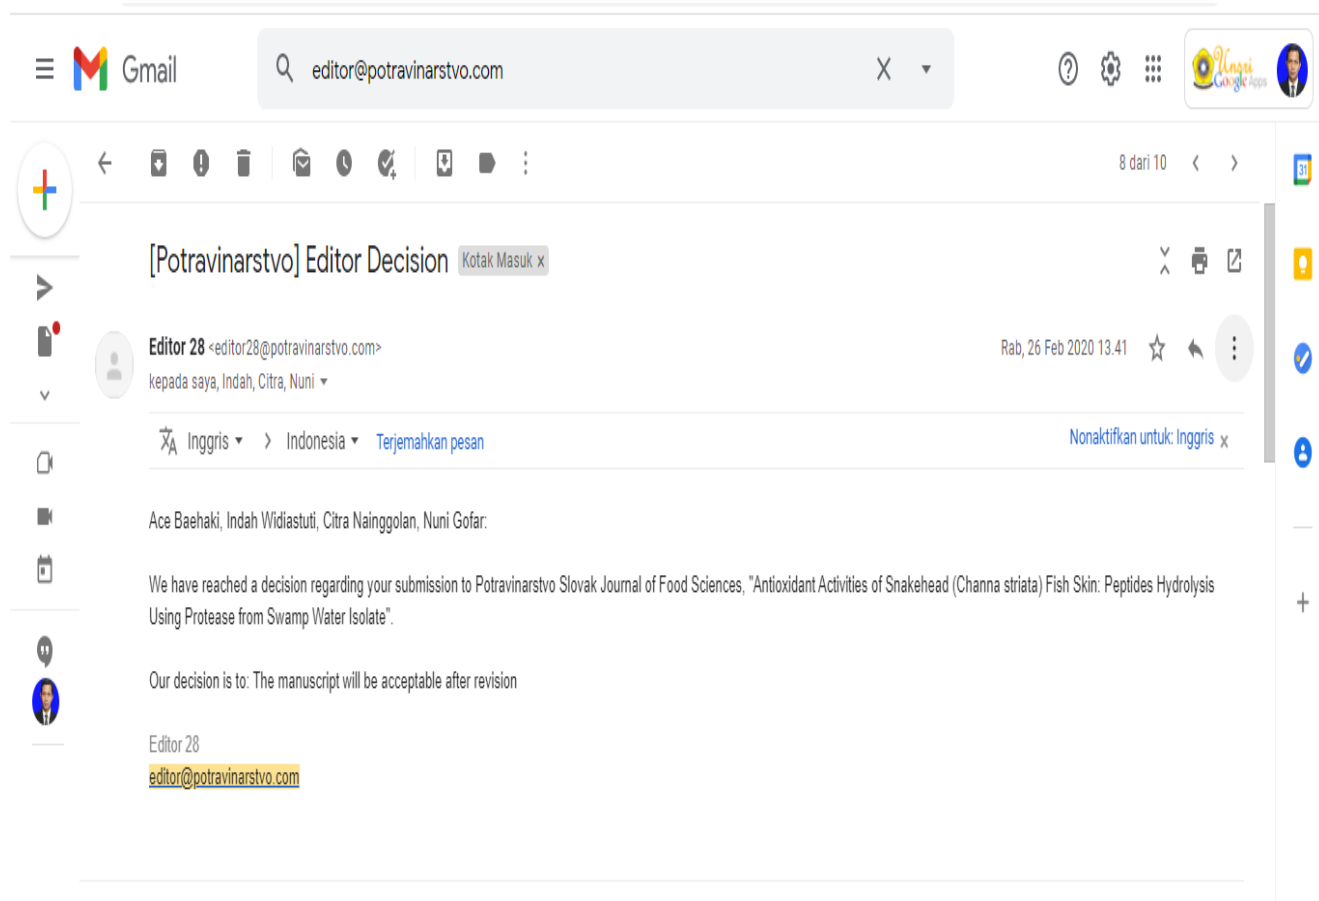 Gmail
editor@potravinarstvo.com
Unsri
Google Apps
8 dari 10
31
[Potravinarstvo] Editor Decision Kotak Masuk x
Editor 28 <editor28@potravinarstvo.com>
Rab, 26 Feb 2020 13.41
kepada saya, Indah, Citra, Nuni
Inggris > Indonesia Terjemahkan pesan
Nonaktifkan untuk: Inggris x
Ace Baehaki, Indah Widiastuti, Citra Nainggolan, Nuni Gofar:
We have reached a decision regarding your submission to Potravinarstvo Slovak Journal of Food Sciences, "Antioxidant Activities of Snakehead (Channa striata) Fish Skin: Peptides Hydrolysis
Using Protease from Swamp Water Isolate".
Our decision is to: The manuscript will be acceptable after revision
Editor 28
editor@potravinarstvo.com